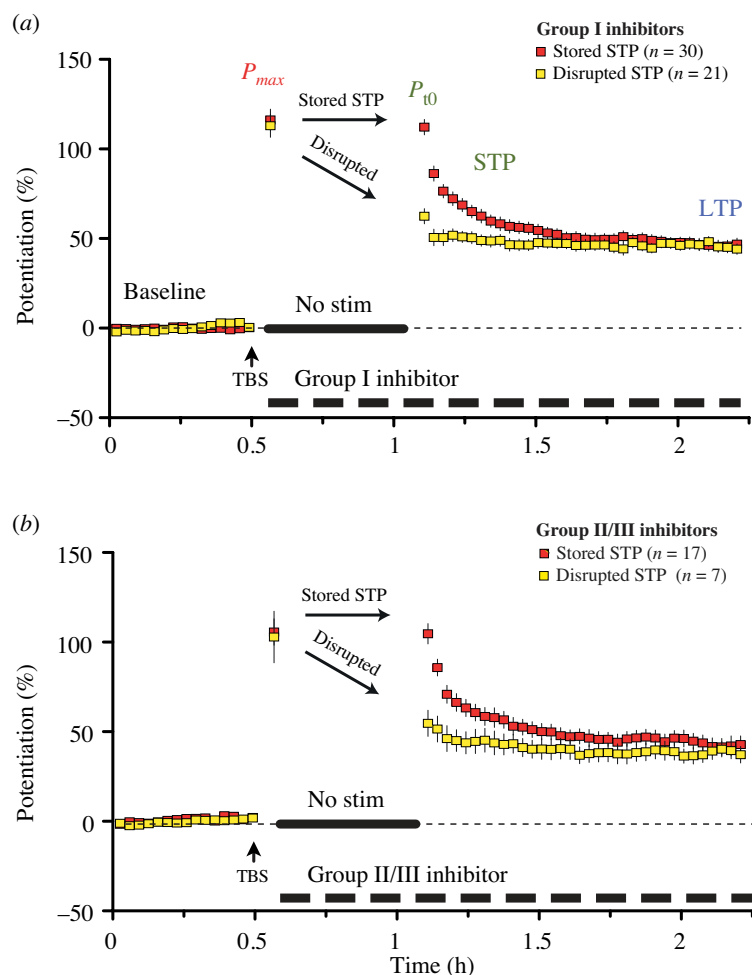 (a)
Group I inhibitors
Stored STP (n = 30)
Disrupted STP (n = 21)
150
100
50
0
–50
Potentiation (%)
Pmax
Stored STP
Disrupted
Pt0
STP
LTP
Baseline
No stim
TBS
Group I inhibitor
0
0.5
1
1.5
2
(b)
Group II/III inhibitors
Stored STP (n = 17)
Disrupted STP (n = 7)
150
100
50
0
–50
Potentiation (%)
Stored STP
Disrupted
No stim
TBS
Group II/III inhibitor
0
0.5
1
1.5
2
Time (h)